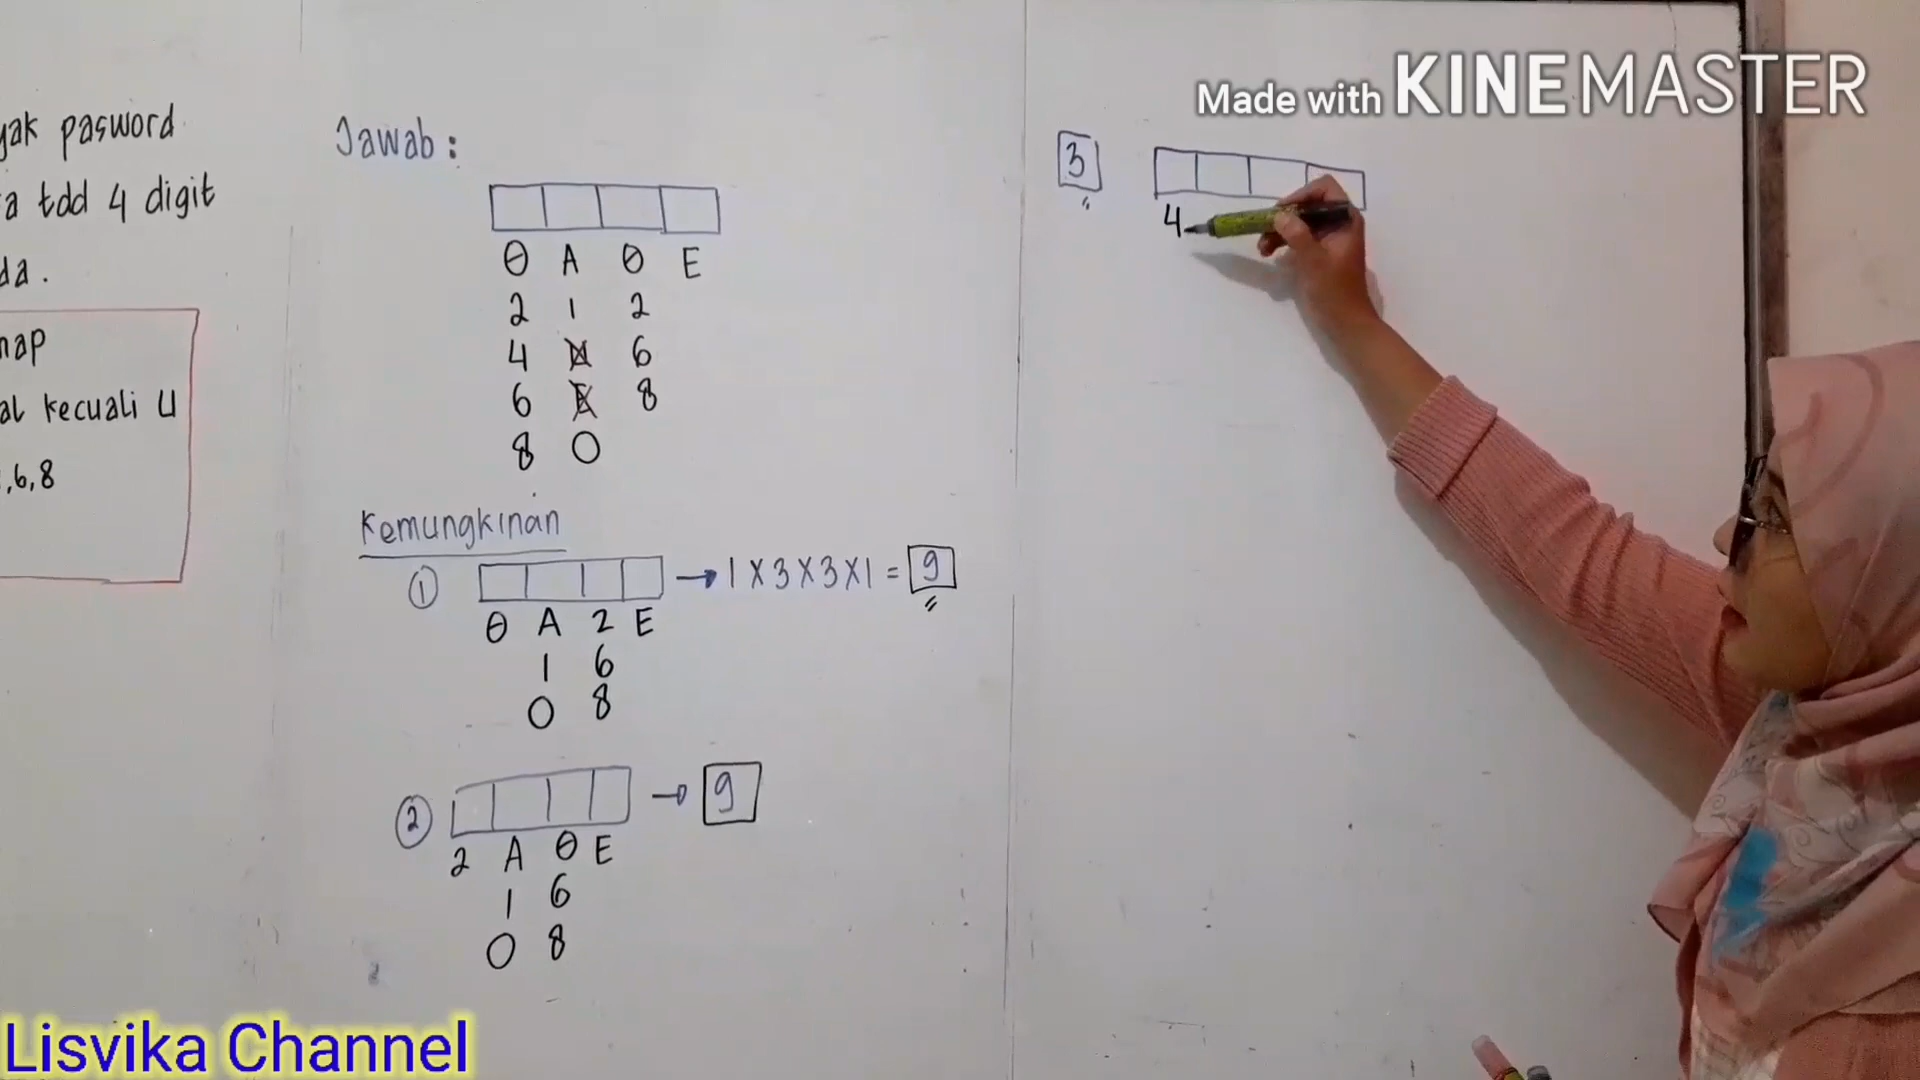 pasword
a tdd 4 digit
da.
nap
al kecuali U
,6,8
Jawab :
0 A 0 E
2 1 2
4 6
6 E 8
8 O
Kemungkinan
1 → 1 X 3 X 3 X 1 = 9
0 A 2 E
1 6
O 8
2 → 9
2 A 0 E
1 6
O 8
3
4
Made with KINEMASTER
Lisvika Channel